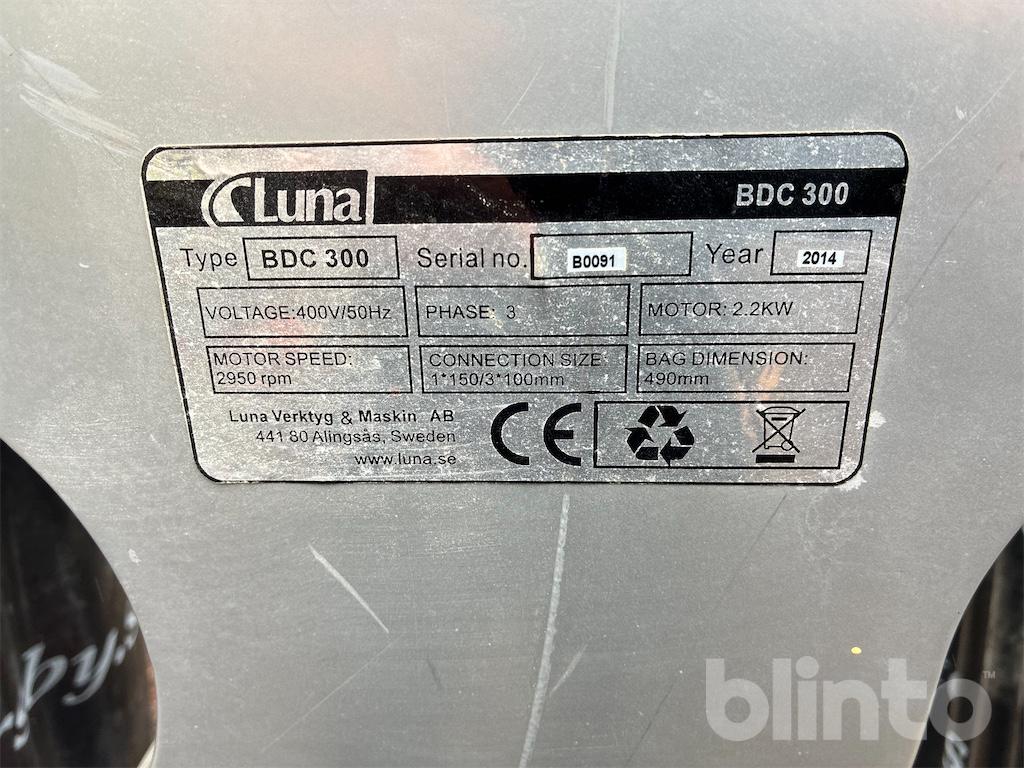 Luna BDC 300
Type BDC 300 Serial no. B0091 Year 2014
VOLTAGE:400V/50Hz PHASE: 3 MOTOR: 2.2KW
MOTOR SPEED: CONNECTION SIZE: BAG DIMENSION:
2950 rpm 1*150/3*100mm 490mm
Luna Verktyg & Maskin AB
441 80 Alingsås, Sweden
www.luna.se
CE
blinto™